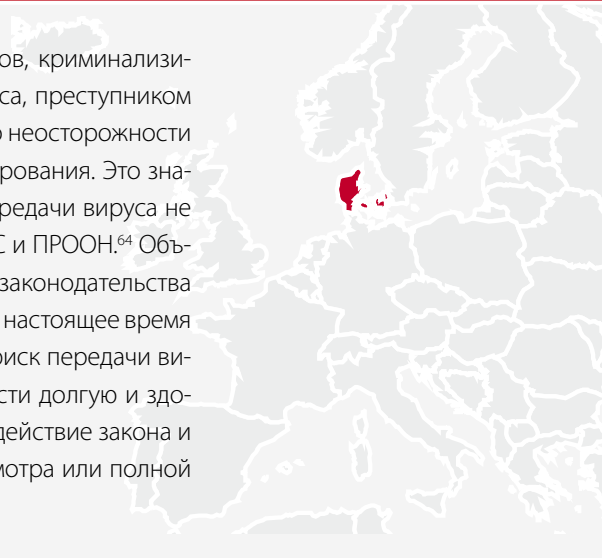 ов, криминализи-
са, преступником
о неосторожности
рования. Это зна-
редачи вируса не
С и ПРООН.⁶⁴ Объ-
законодательства
настоящее время
риск передачи ви-
сти долгую и здо-
действие закона и
мотра или полной